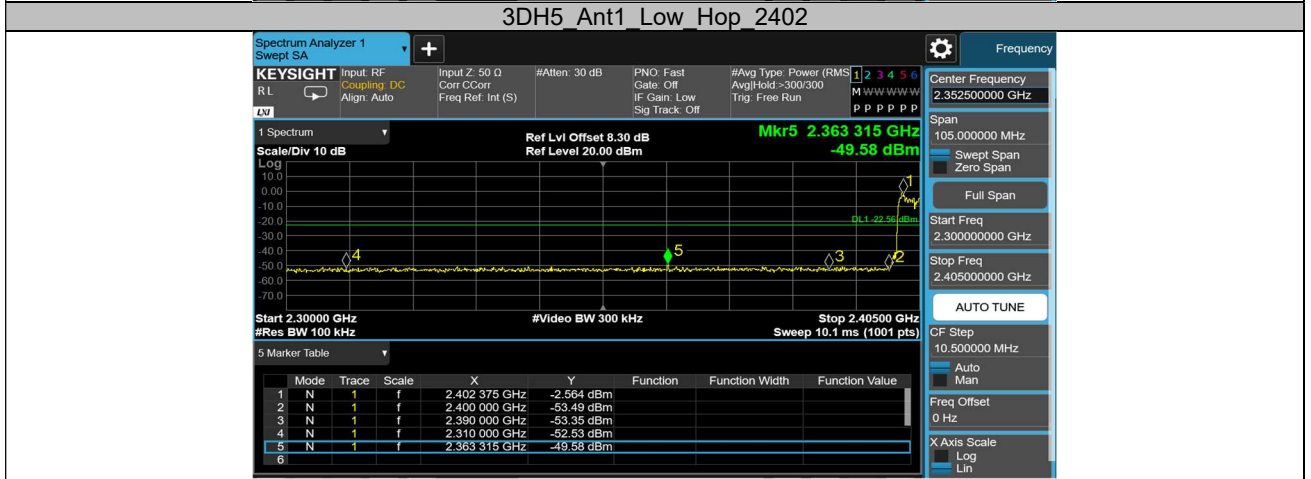 3DH5_Ant1_Low_Hop_2402
Spectrum Analyzer 1
Swept SA
+
Frequency
KEYSIGHT Input: RF Input Z: 50 Ω #Atten: 30 dB PNO: Fast #Avg Type: Power (RMS 1 2 3 4 5 6
RL Coupling: DC Corr CCorr Gate: Off Avg|Hold:>300/300 M W W W W W
Align: Auto Freq Ref: Int (S) IF Gain: Low Trig: Free Run
LXI Sig Track: Off P P P P P P
Center Frequency
2.352500000 GHz
Span
105.000000 MHz
Swept Span
Zero Span
Full Span
Start Freq
2.300000000 GHz
Stop Freq
2.405000000 GHz
AUTO TUNE
CF Step
10.500000 MHz
Auto
Man
Freq Offset
0 Hz
X Axis Scale
Log
Lin
1 Spectrum
Ref Lvl Offset 8.30 dB Mkr5 2.363 315 GHz
Scale/Div 10 dB Ref Level 20.00 dBm -49.58 dBm
Log
10.0
0.00
-10.0
-20.0
-30.0
-40.0
-50.0
-60.0
-70.0
1
DL1 -22.56 dBm
4 5 3 2
Start 2.30000 GHz #Video BW 300 kHz Stop 2.40500 GHz
#Res BW 100 kHz Sweep 10.1 ms (1001 pts)
5 Marker Table
Mode Trace Scale X Y Function Function Width Function Value
1 N 1 f 2.402 375 GHz -2.564 dBm
2 N 1 f 2.400 000 GHz -53.49 dBm
3 N 1 f 2.390 000 GHz -53.35 dBm
4 N 1 f 2.310 000 GHz -52.53 dBm
5 N 1 f 2.363 315 GHz -49.58 dBm
6